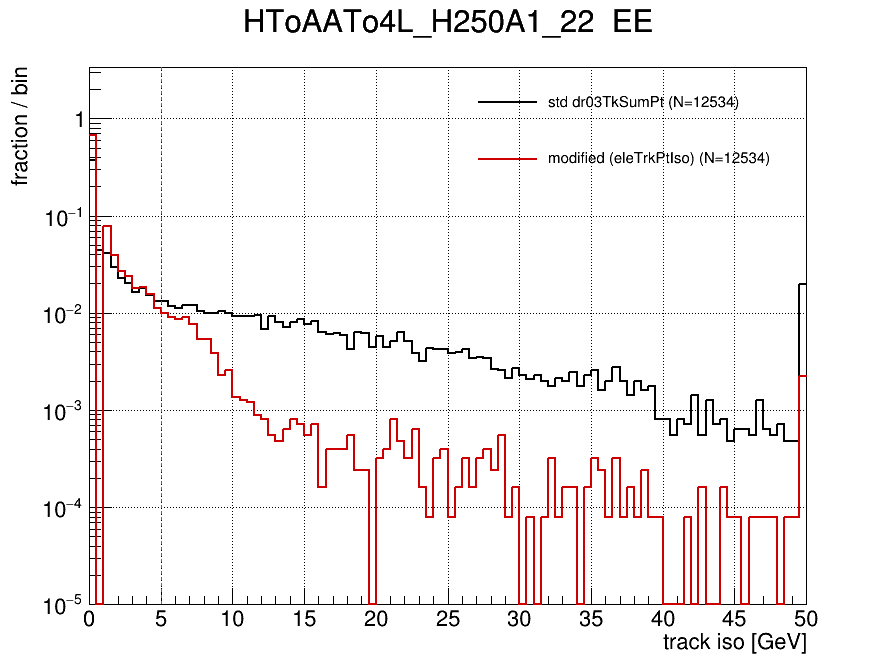 HToAATo4L_H250A1_22 EE
fraction / bin
std dr03TkSumPt (N=12534)
modified (eleTrkPtIso) (N=12534)
1
10−1
10−2
10−3
10−4
10−5
0 5 10 15 20 25 30 35 40 45 50
track iso [GeV]